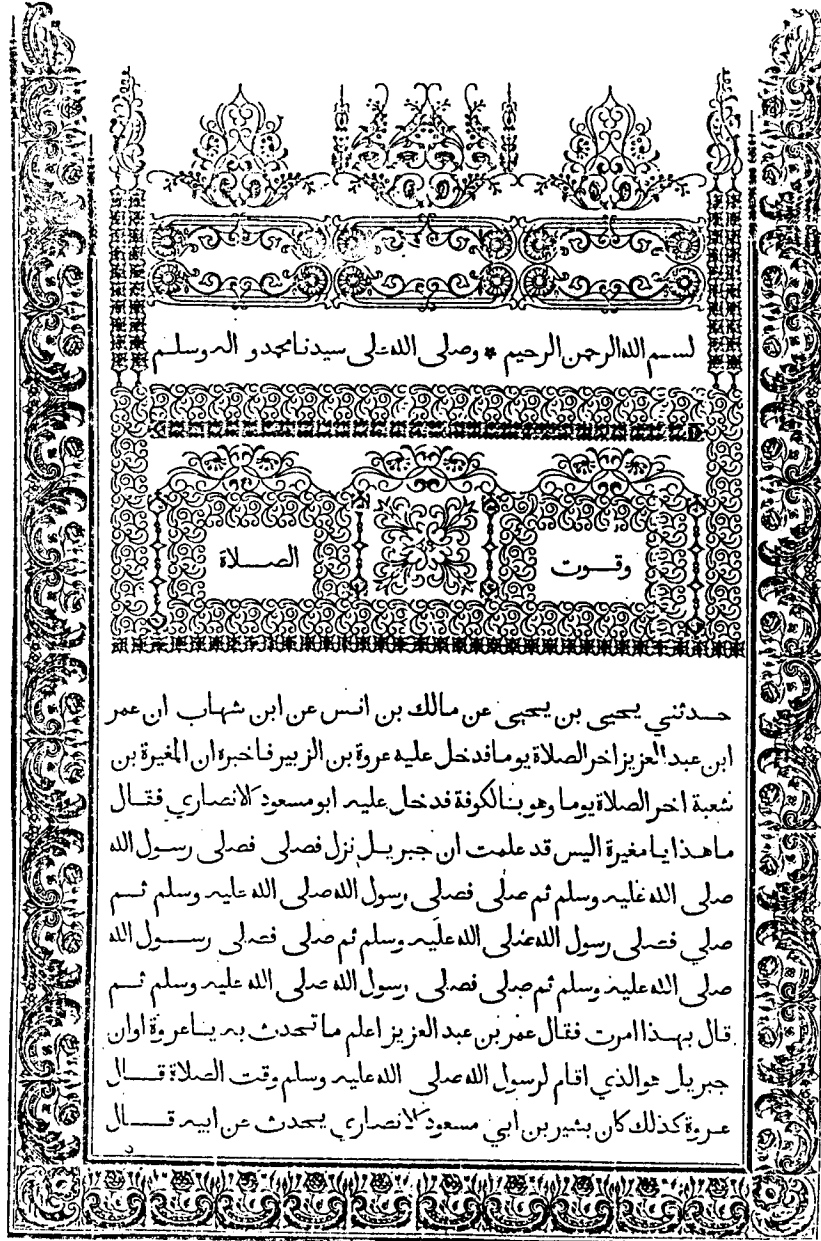 بسم الله الرحمن الرحيم * وصلى الله على سيدنا محمد و اله وسلم
وقوت الصلاة
حدثني يحيى بن يحيى عن مالك بن انس عن ابن شهاب ان عمر
ابن عبد العزيز اخر الصلاة يوما فدخل عليه عروة بن الزبير فاخبره ان المغيرة بن
شعبة اخر الصلاة يوما وهو بالكوفة فدخل عليه ابو مسعود الانصاري فقال
ما هذا يا مغيرة اليس قد علمت ان جبريل نزل فصلى فصلى رسول الله
صلى الله عليه وسلم ثم صلى فصلى رسول الله صلى الله عليه وسلم ثم
صلي فصلى رسول الله صلى الله عليه وسلم ثم صلى فصلى رسول الله
صلى الله عليه وسلم ثم صلى فصلى رسول الله صلى الله عليه وسلم ثم
قال بهذا امرت فقال عمر بن عبد العزيز اعلم ما تحدث به يا عروة اوان
جبريل هو الذي اقام لرسول الله صلى الله عليه وسلم وقت الصلاة قال
عروة كذلك كان بشير بن ابي مسعود الانصاري يحدث عن ابيه قال